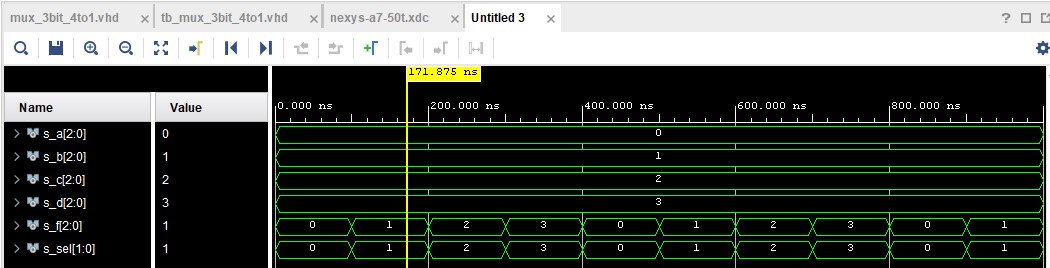 mux_3bit_4to1.vhd × tb_mux_3bit_4to1.vhd × nexys-a7-50t.xdc × Untitled 3 ×
171.875 ns
Name Value 0.000 ns 200.000 ns 400.000 ns 600.000 ns 800.000 ns
s_a[2:0] 0 0
s_b[2:0] 1 1
s_c[2:0] 2 2
s_d[2:0] 3 3
s_f[2:0] 1 0 1 2 3 0 1 2 3 0 1
s_sel[1:0] 1 0 1 2 3 0 1 2 3 0 1